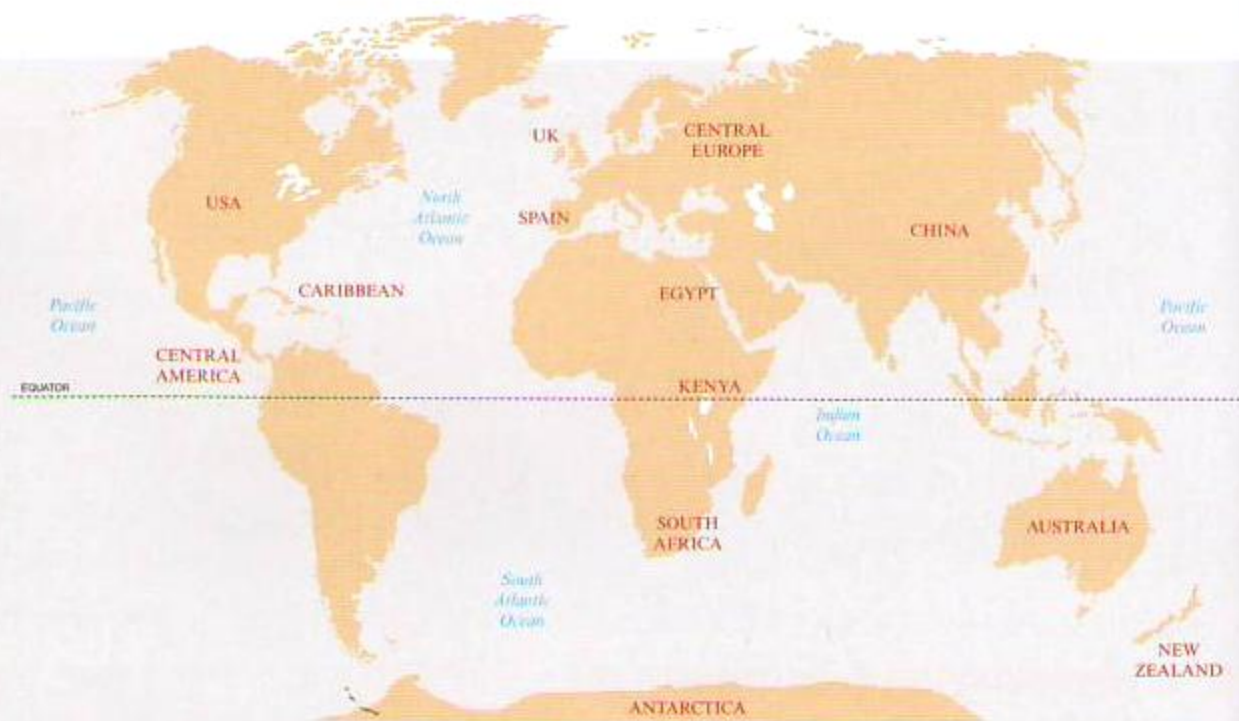 UK
CENTRAL
EUROPE
USA
North
Atlantic
Ocean
SPAIN
CHINA
CARIBBEAN
EGYPT
Pacific
Ocean
Pacific
Ocean
CENTRAL
AMERICA
KENYA
EQUATOR
Indian
Ocean
SOUTH
AFRICA
AUSTRALIA
South
Atlantic
Ocean
NEW
ZEALAND
ANTARCTICA